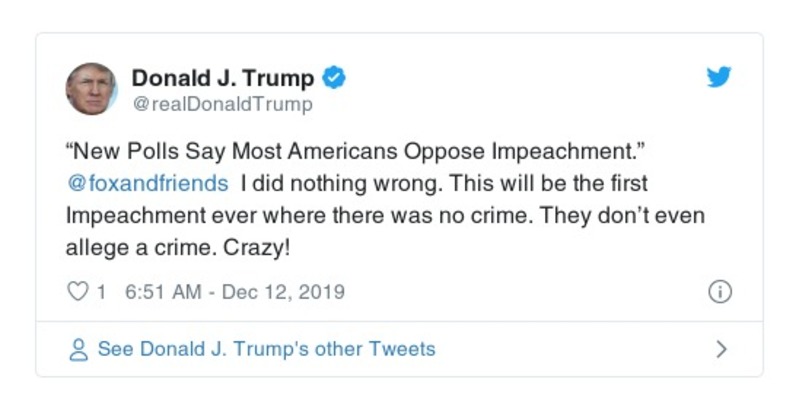 Donald J. Trump
@realDonaldTrump
“New Polls Say Most Americans Oppose Impeachment.”
@foxandfriends I did nothing wrong. This will be the first
Impeachment ever where there was no crime. They don’t even
allege a crime. Crazy!
1 6:51 AM - Dec 12, 2019
See Donald J. Trump's other Tweets